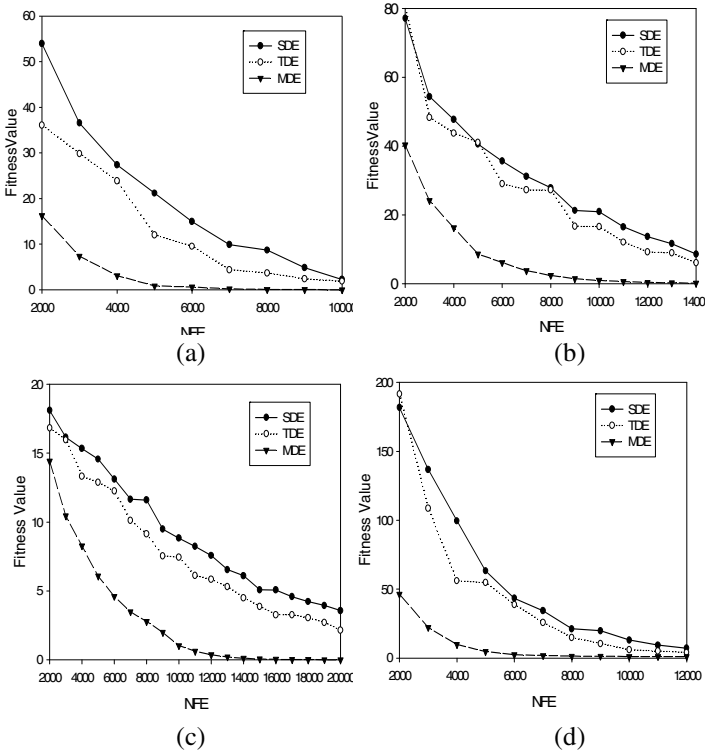 60
50
40
30
20
10
0
FitnessValue
SDE
TDE
MDE
2000 4000 6000 8000 1000
NFE
(a)
80
60
40
20
0
FitnessValue
SDE
TDE
MDE
2000 4000 6000 8000 10000 12000 1400
NFE
(b)
20
15
10
5
0
Fitness Value
SDE
TDE
MDE
2000 4000 6000 8000 10000 12000 14000 16000 18000 20000
NFE
(c)
200
150
100
50
0
Fitness Value
SDE
TDE
MDE
2000 4000 6000 8000 10000 12000
NFE
(d)